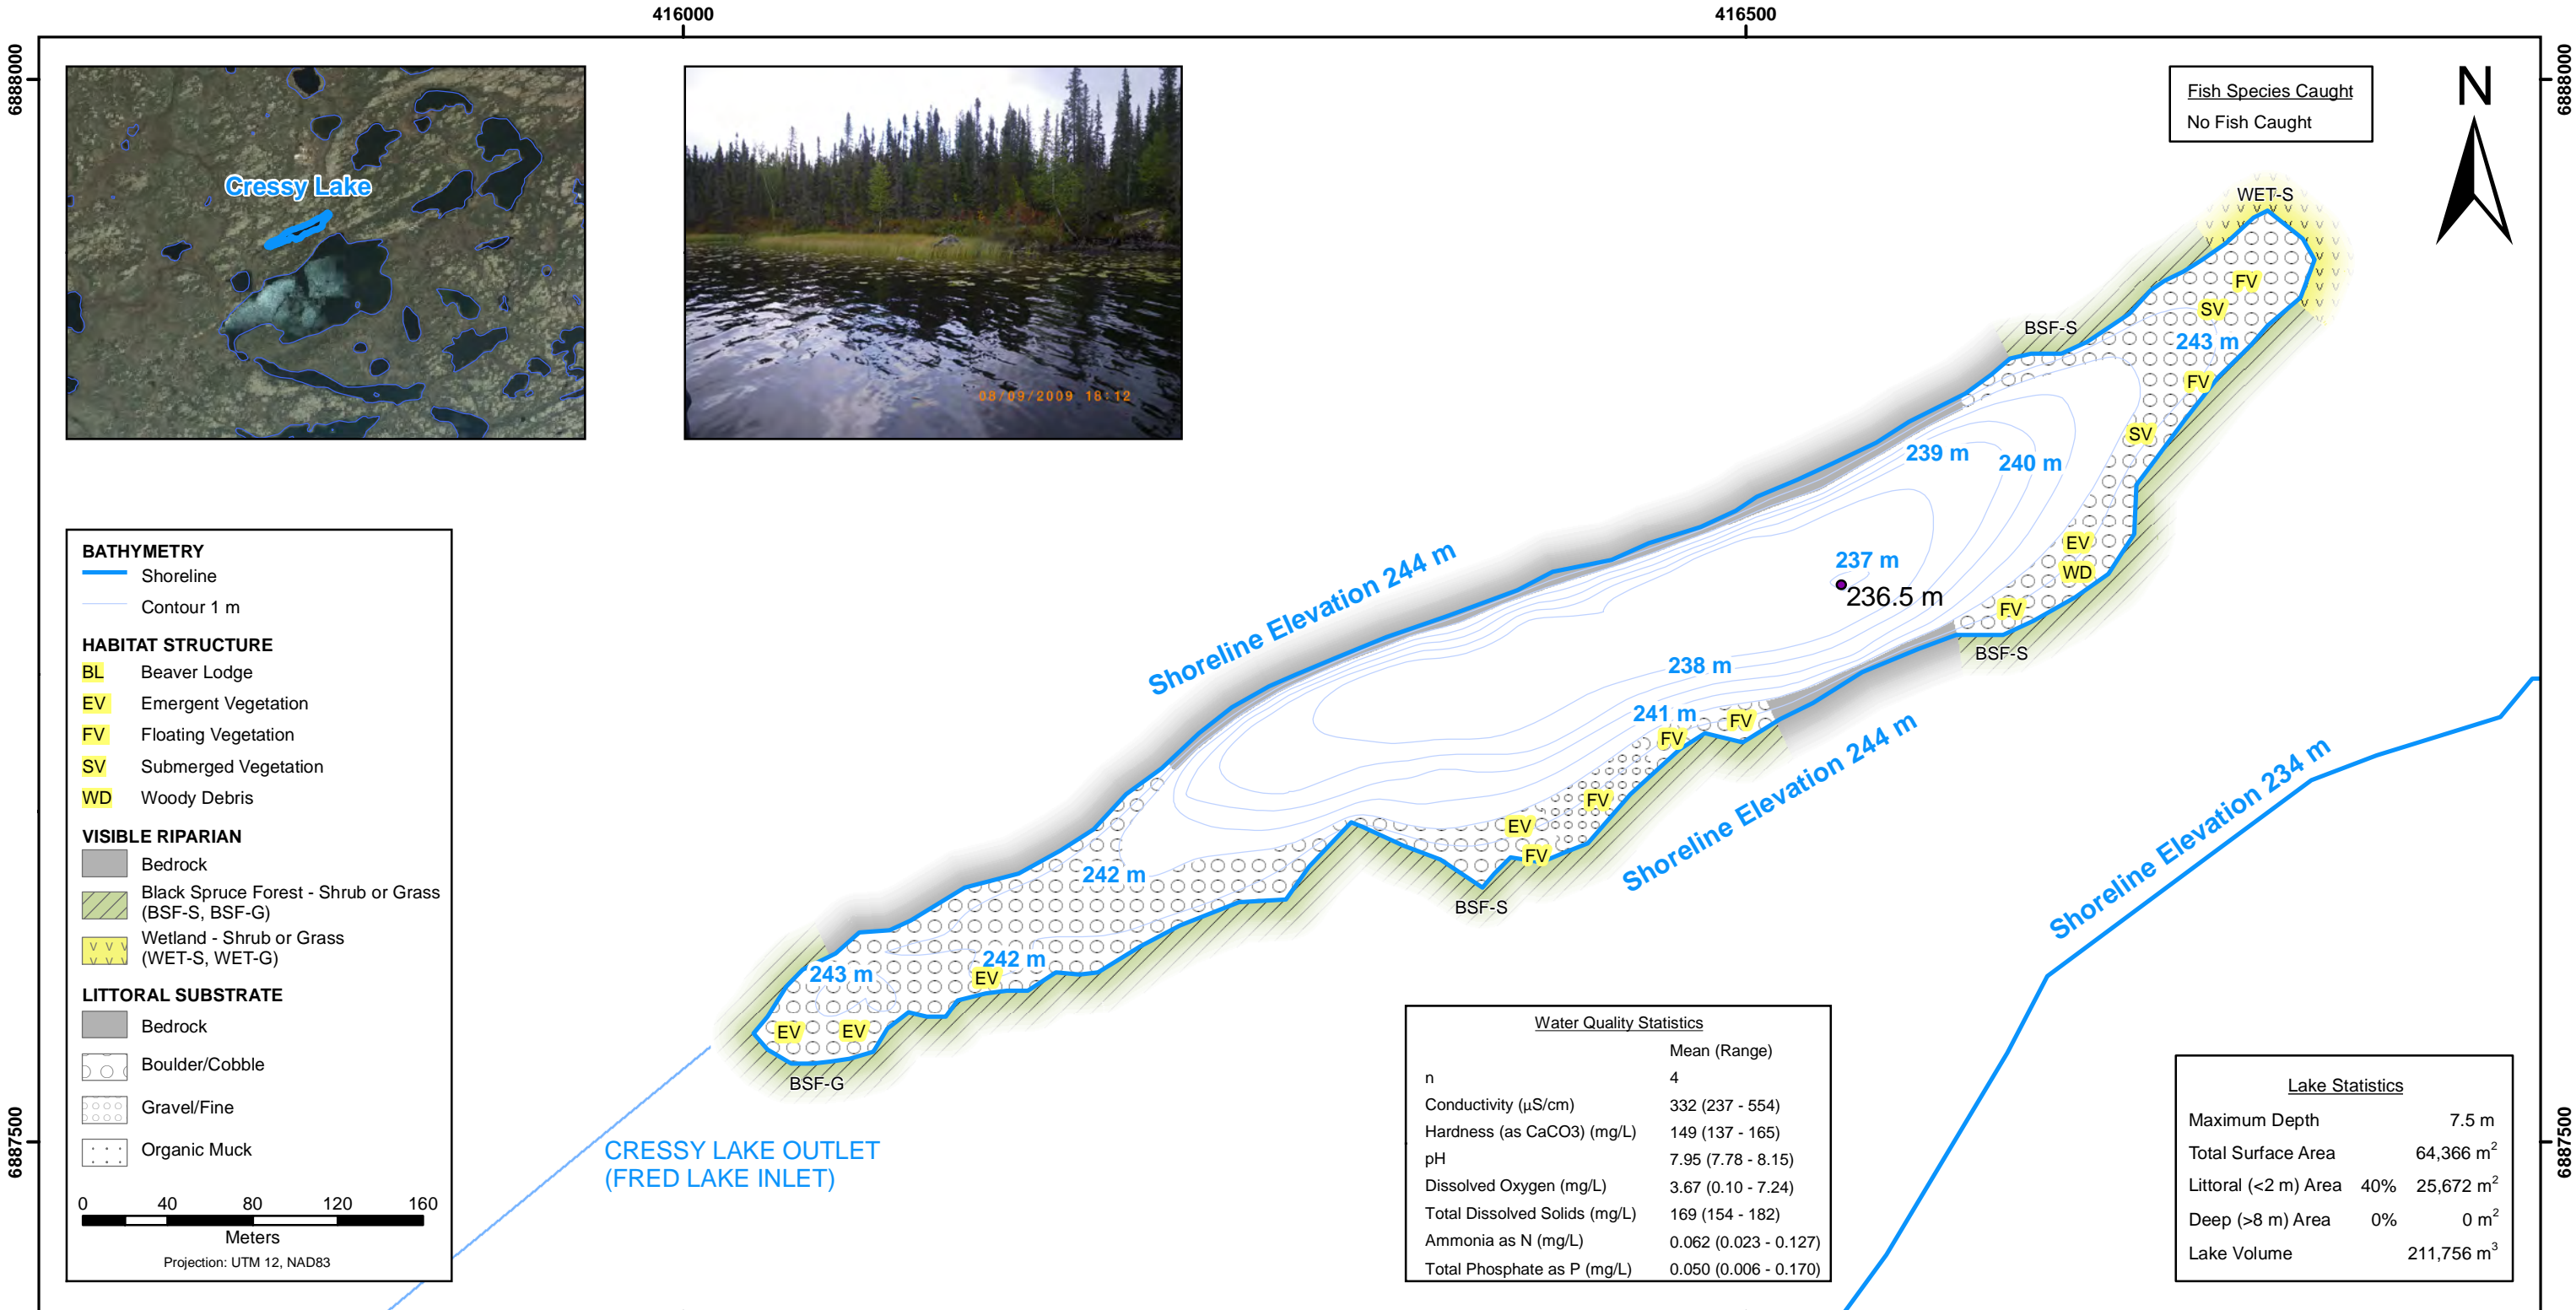 416000
416500
6888000
6888000
Cressy Lake
08/09/2009 18:12
Fish Species Caught
No Fish Caught
N
WET-S
FV
SV
BSF-S
243 m
FV
SV
239 m
240 m
EV
WD
237 m
236.5 m
FV
BSF-S
Shoreline Elevation 244 m
238 m
241 m
FV
FV
Shoreline Elevation 244 m
Shoreline Elevation 234 m
FV
EV
FV
BSF-S
242 m
242 m
EV
243 m
EV
EV
BSF-G
BATHYMETRY
Shoreline
Contour 1 m
HABITAT STRUCTURE
BL Beaver Lodge
EV Emergent Vegetation
FV Floating Vegetation
SV Submerged Vegetation
WD Woody Debris
VISIBLE RIPARIAN
Bedrock
Black Spruce Forest - Shrub or Grass
(BSF-S, BSF-G)
Wetland - Shrub or Grass
(WET-S, WET-G)
LITTORAL SUBSTRATE
Bedrock
Boulder/Cobble
Gravel/Fine
Organic Muck
0 40 80 120 160
Meters
Projection: UTM 12, NAD83
CRESSY LAKE OUTLET
(FRED LAKE INLET)
Water Quality Statistics
Mean (Range)
n 4
Conductivity (µS/cm) 332 (237 - 554)
Hardness (as CaCO3) (mg/L) 149 (137 - 165)
pH 7.95 (7.78 - 8.15)
Dissolved Oxygen (mg/L) 3.67 (0.10 - 7.24)
Total Dissolved Solids (mg/L) 169 (154 - 182)
Ammonia as N (mg/L) 0.062 (0.023 - 0.127)
Total Phosphate as P (mg/L) 0.050 (0.006 - 0.170)
Lake Statistics
Maximum Depth 7.5 m
Total Surface Area 64,366 m²
Littoral (<2 m) Area 40% 25,672 m²
Deep (>8 m) Area 0% 0 m²
Lake Volume 211,756 m³
6887500
6887500